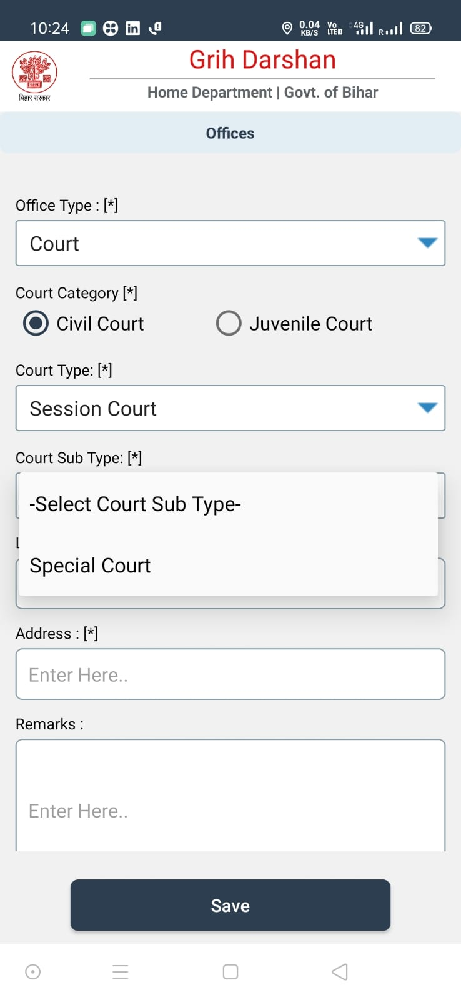 10:24
0.04 KB/S Vo LTED 4G R 82
Grih Darshan
Home Department | Govt. of Bihar
बिहार सरकार
Offices
Office Type : [*]
Court
Court Category [*]
Civil Court Juvenile Court
Court Type: [*]
Session Court
Court Sub Type: [*]
-Select Court Sub Type-
Special Court
Address : [*]
Enter Here..
Remarks :
Enter Here..
Save